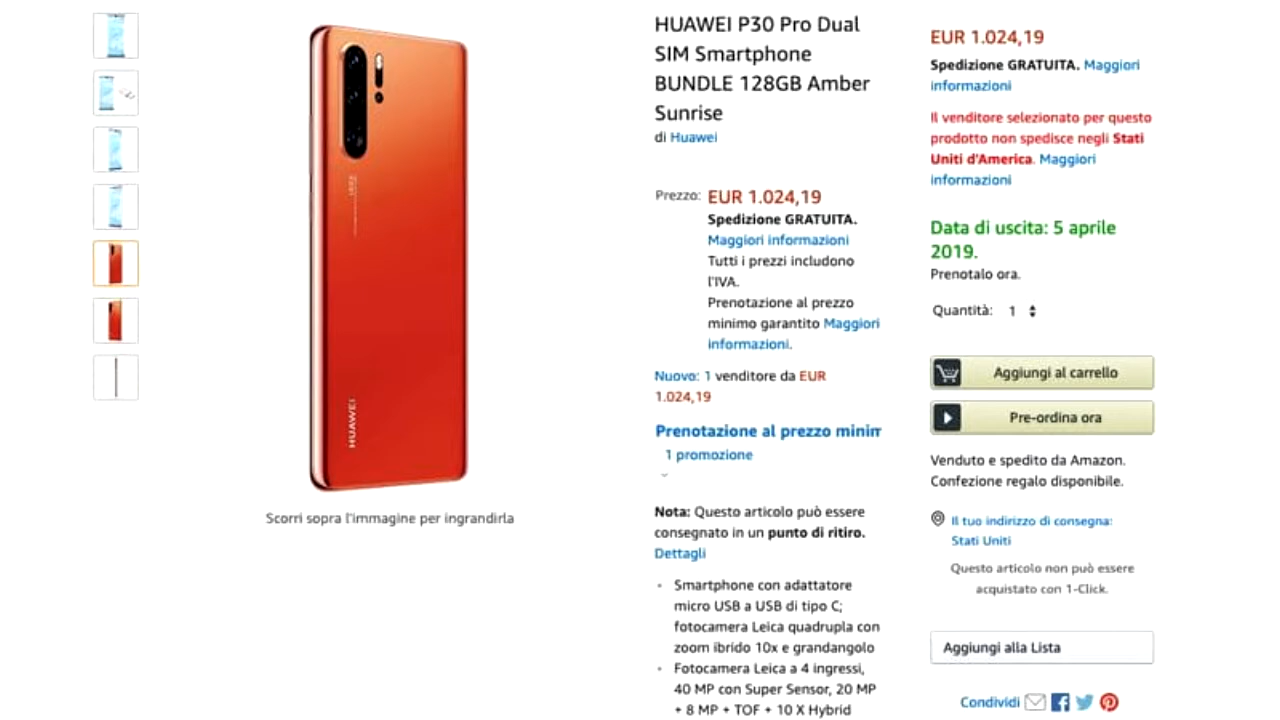 HUAWEI
Scorri sopra l'immagine per ingrandirla
HUAWEI P30 Pro Dual
SIM Smartphone
BUNDLE 128GB Amber
Sunrise
di Huawei
Prezzo: EUR 1.024,19
Spedizione GRATUITA.
Maggiori informazioni
Tutti i prezzi includono
l'IVA.
Prenotazione al prezzo
minimo garantito Maggiori
informazioni.
Nuovo: 1 venditore da EUR
1.024,19
Prenotazione al prezzo minim
1 promozione
Nota: Questo articolo può essere
consegnato in un punto di ritiro.
Dettagli
Smartphone con adattatore
micro USB a USB di tipo C;
fotocamera Leica quadrupla con
zoom ibrido 10x e grandangolo
Fotocamera Leica a 4 ingressi,
40 MP con Super Sensor, 20 MP
+ 8 MP + TOF + 10 X Hybrid
EUR 1.024,19
Spedizione GRATUITA. Maggiori
informazioni
Il venditore selezionato per questo
prodotto non spedisce negli Stati
Uniti d'America. Maggiori
informazioni
Data di uscita: 5 aprile
2019.
Prenotalo ora.
Quantità: 1
Aggiungi al carrello
Pre-ordina ora
Venduto e spedito da Amazon.
Confezione regalo disponibile.
Il tuo indirizzo di consegna:
Stati Uniti
Questo articolo non può essere
acquistato con 1-Click.
Aggiungi alla Lista
Condividi